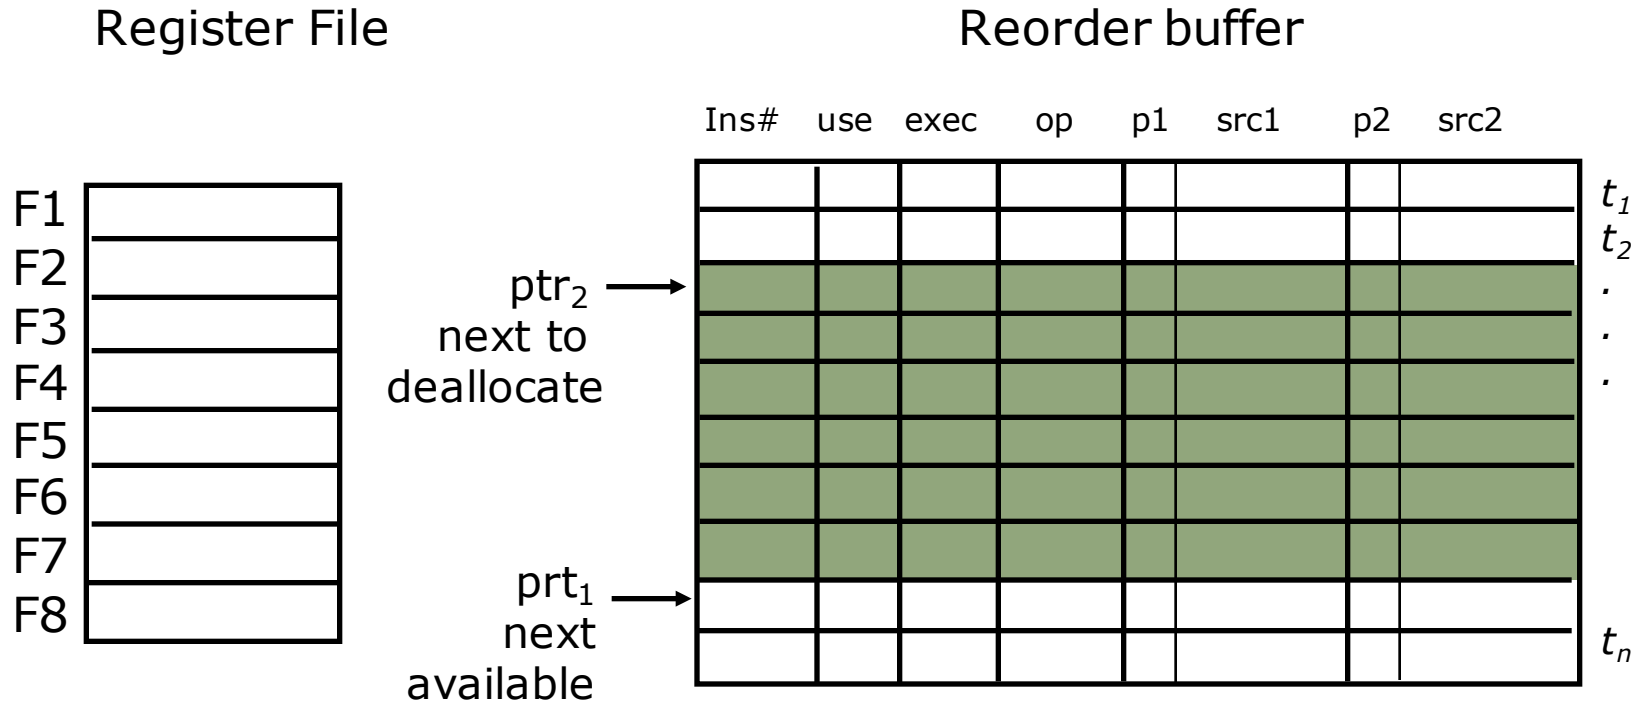 Register File
Reorder buffer
Ins# use exec op p1 src1 p2 src2
F1
F2
F3
F4
F5
F6
F7
F8
ptr₂
next to
deallocate
prt₁
next
available
t₁
t₂
.
.
.
tₙ